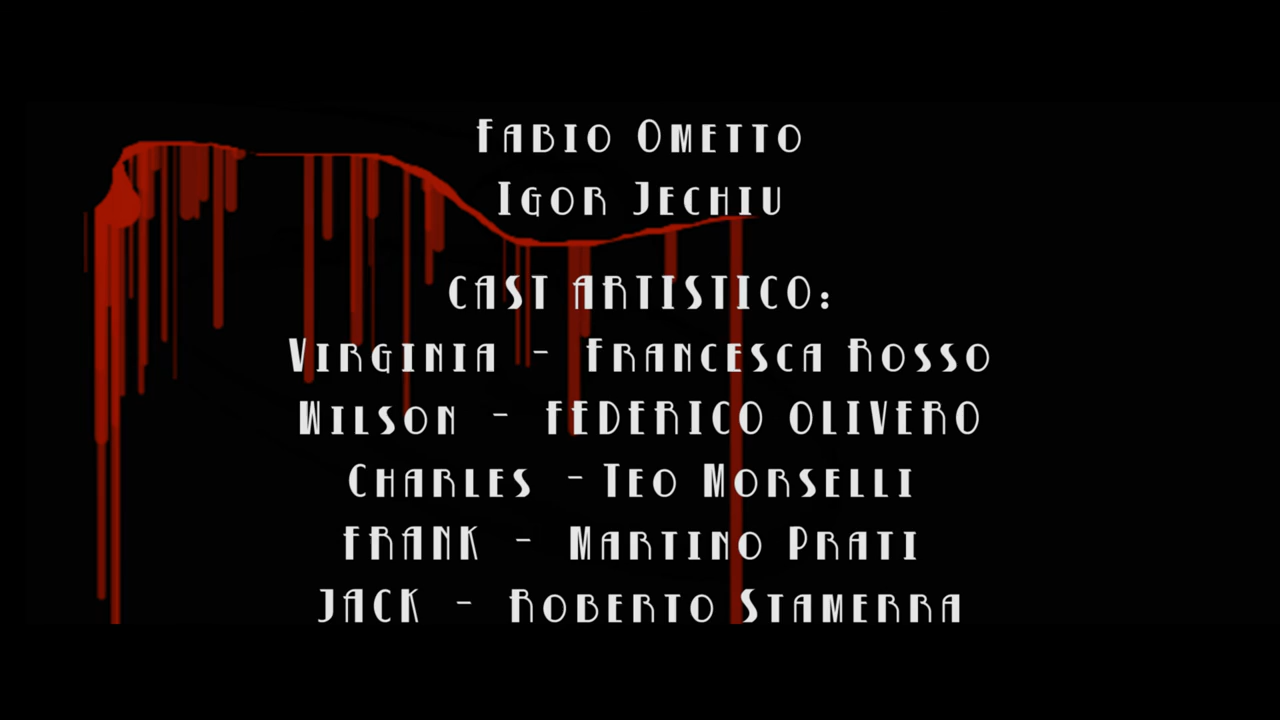 Fabio Ometto
Igor Jechiu
CAST ARTISTICO:
Virginia - Francesca Rosso
Wilson - FEDERICO OLIVERO
Charles - Teo Morselli
FRANK - Martino Prati
JACK - Roberto Stamerra